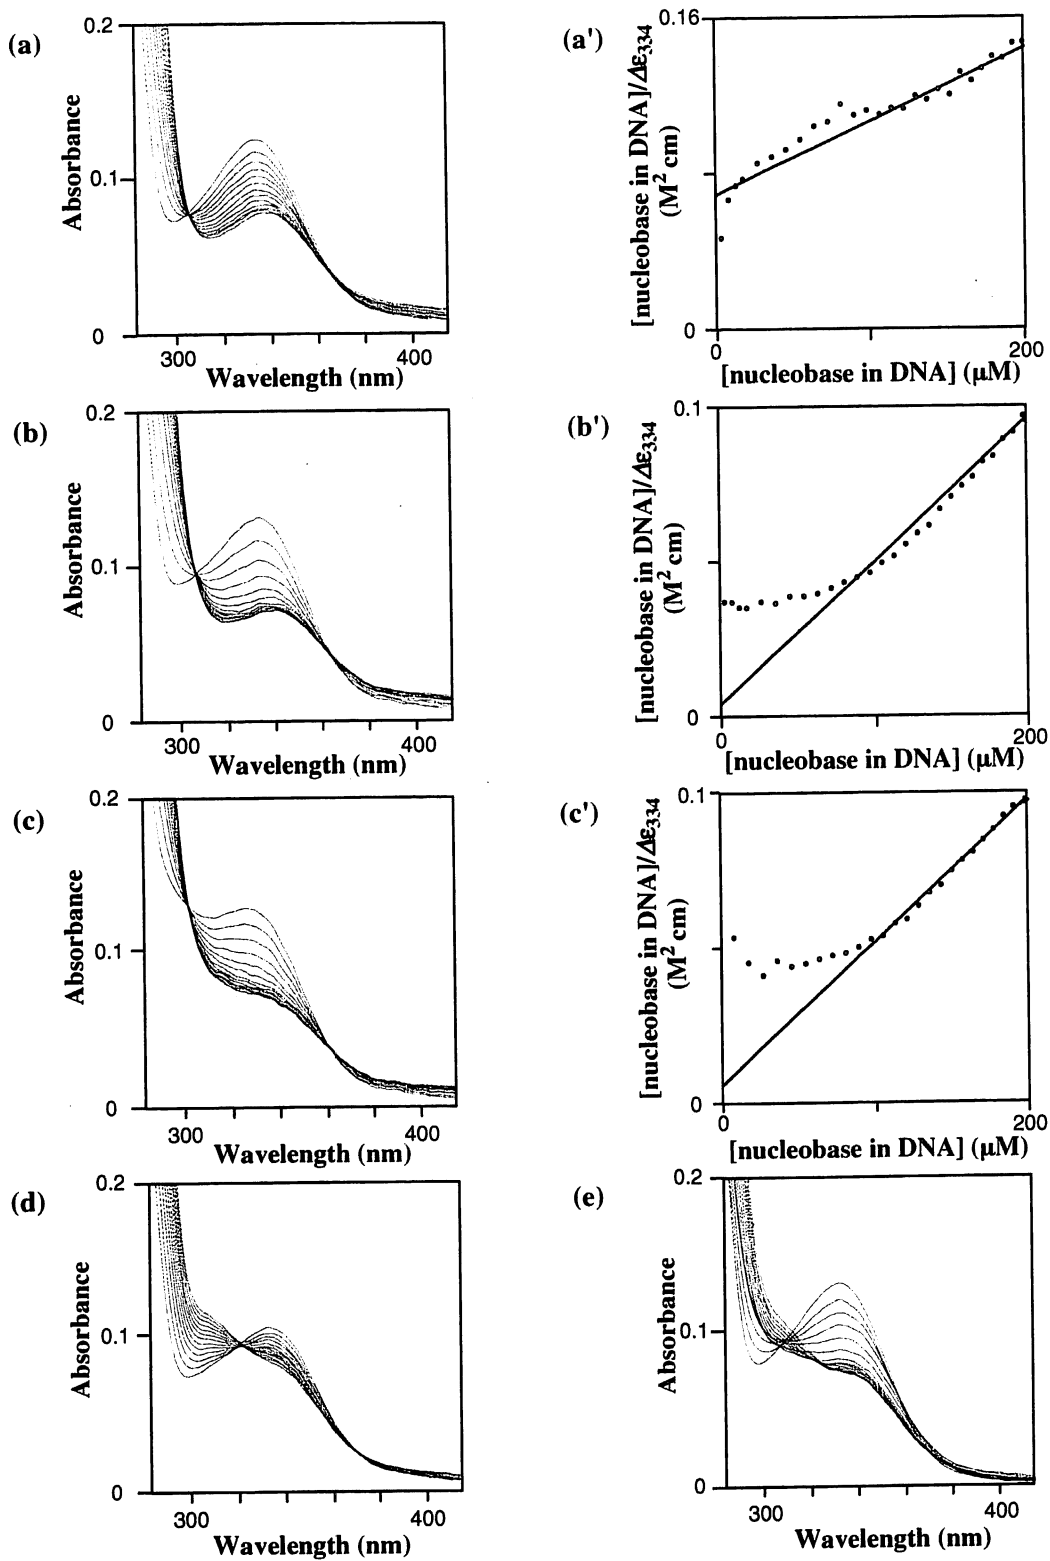 (a)
0.2
0.1
0
Absorbance
300
400
Wavelength (nm)
(a')
0.16
0
[nucleobase in DNA]/Δε334
(M² cm)
0
200
[nucleobase in DNA] (μM)
(b)
0.2
0.1
0
Absorbance
300
400
Wavelength (nm)
(b')
0.1
0
[nucleobase in DNA]/Δε334
(M² cm)
0
200
[nucleobase in DNA] (μM)
(c)
0.2
0.1
0
Absorbance
300
400
Wavelength (nm)
(c')
0.1
0
[nucleobase in DNA]/Δε334
(M² cm)
0
200
[nucleobase in DNA] (μM)
(d)
0.2
0.1
0
Absorbance
300
400
Wavelength (nm)
(e)
0.2
0.1
0
Absorbance
300
400
Wavelength (nm)